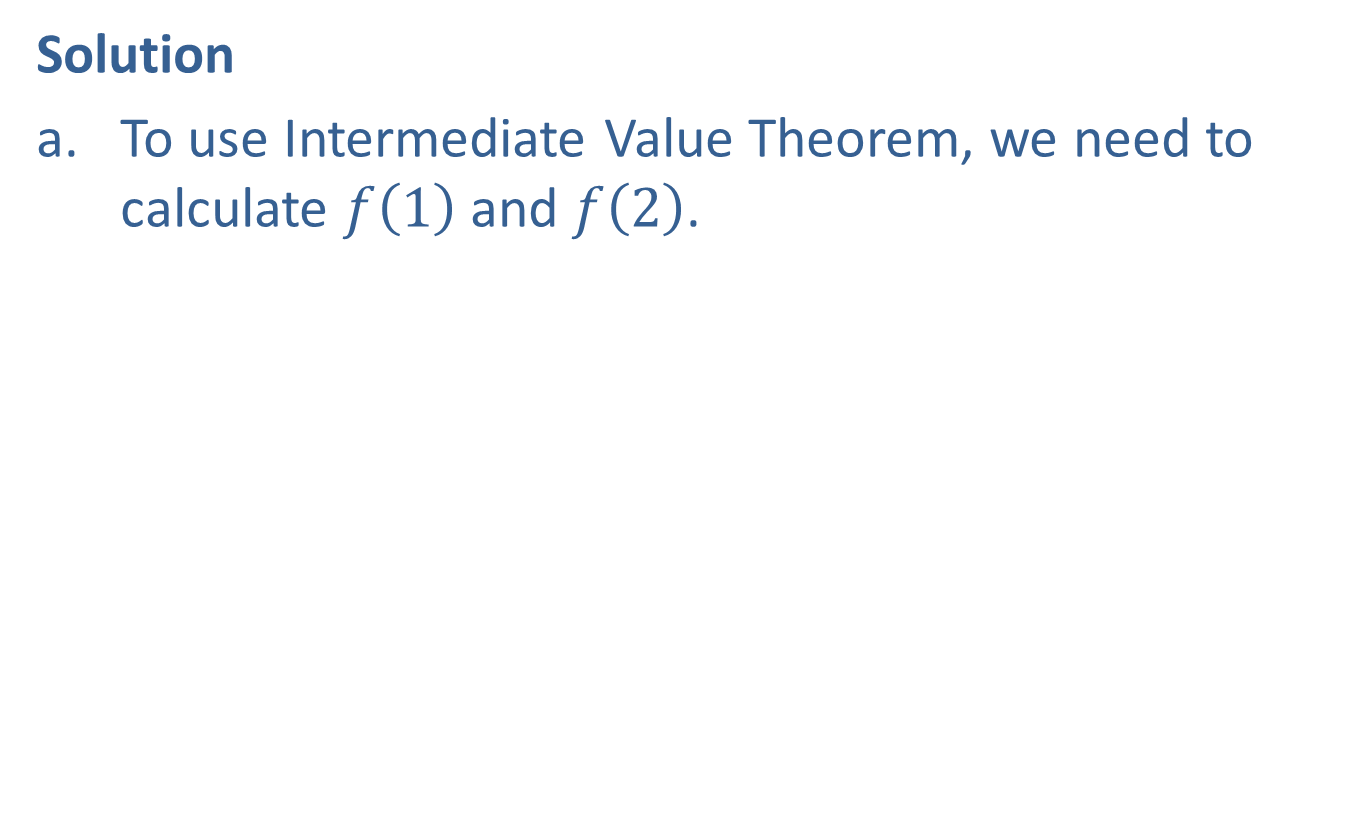 Solution
a. To use Intermediate Value Theorem, we need to
calculate f(1) and f(2).